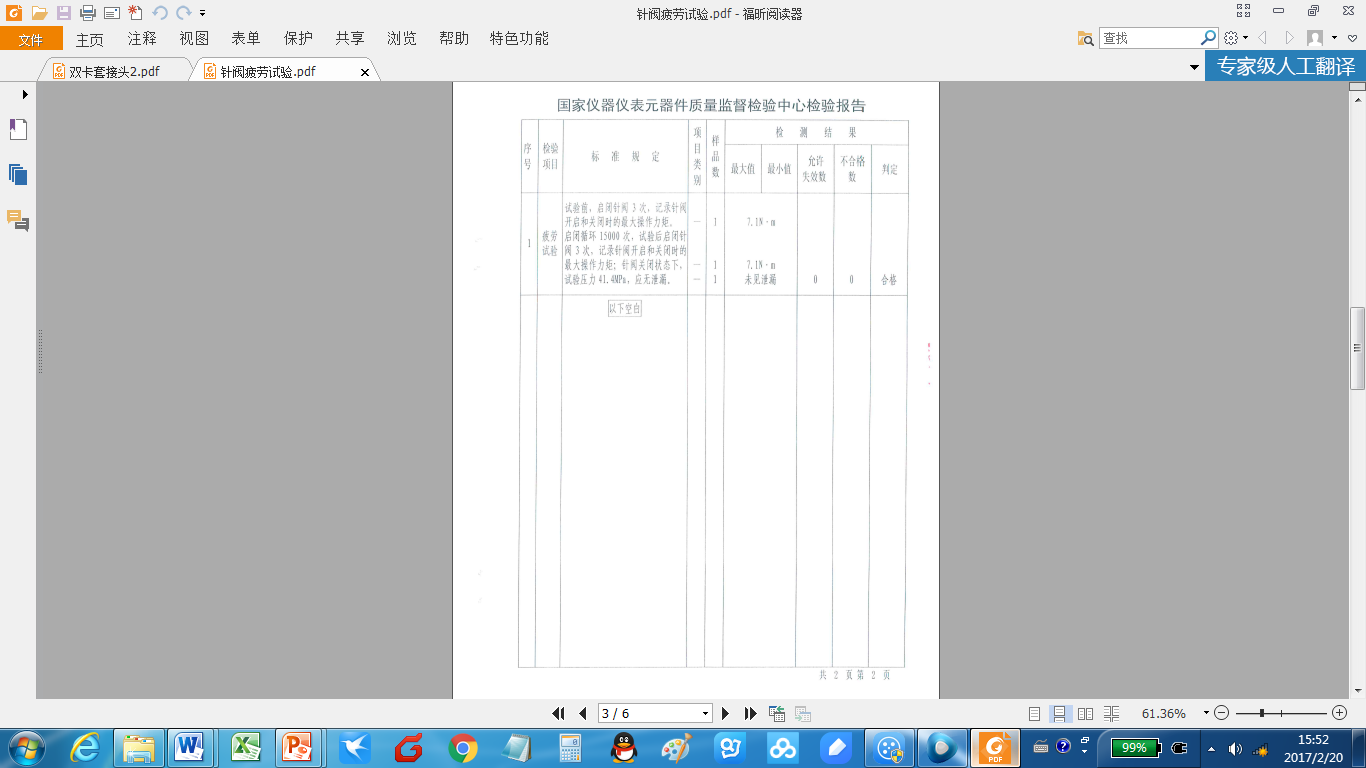 针阀疲劳试验.pdf - 福昕阅读器
文件 主页 注释 视图 表单 保护 共享 浏览 帮助 特色功能
查找
双卡套接头2.pdf
针阀疲劳试验.pdf
专家级人工翻译
国家仪器仪表元器件质量监督检验中心检验报告
序号 检验项目 标 准 规 定 项目类别 样品数 检 测 结 果
最大值 最小值 允许失效数 不合格数 判定
1 疲劳试验
试验前，启闭针阀 3 次，记录针阀
开启和关闭时的最大操作力矩。 — 1 7.1N·m
启闭循环 15000 次，试验后启闭针
阀 3 次，记录针阀开启和关闭时的
最大操作力矩；针阀关闭状态下， — 1 7.1N·m
试验压力 41.4MPa，应无泄漏。 — 1 未见泄漏 0 0 合格
以下空白
共 2 页 第 2 页
3 / 6
61.36%
99%
15:52
2017/2/20